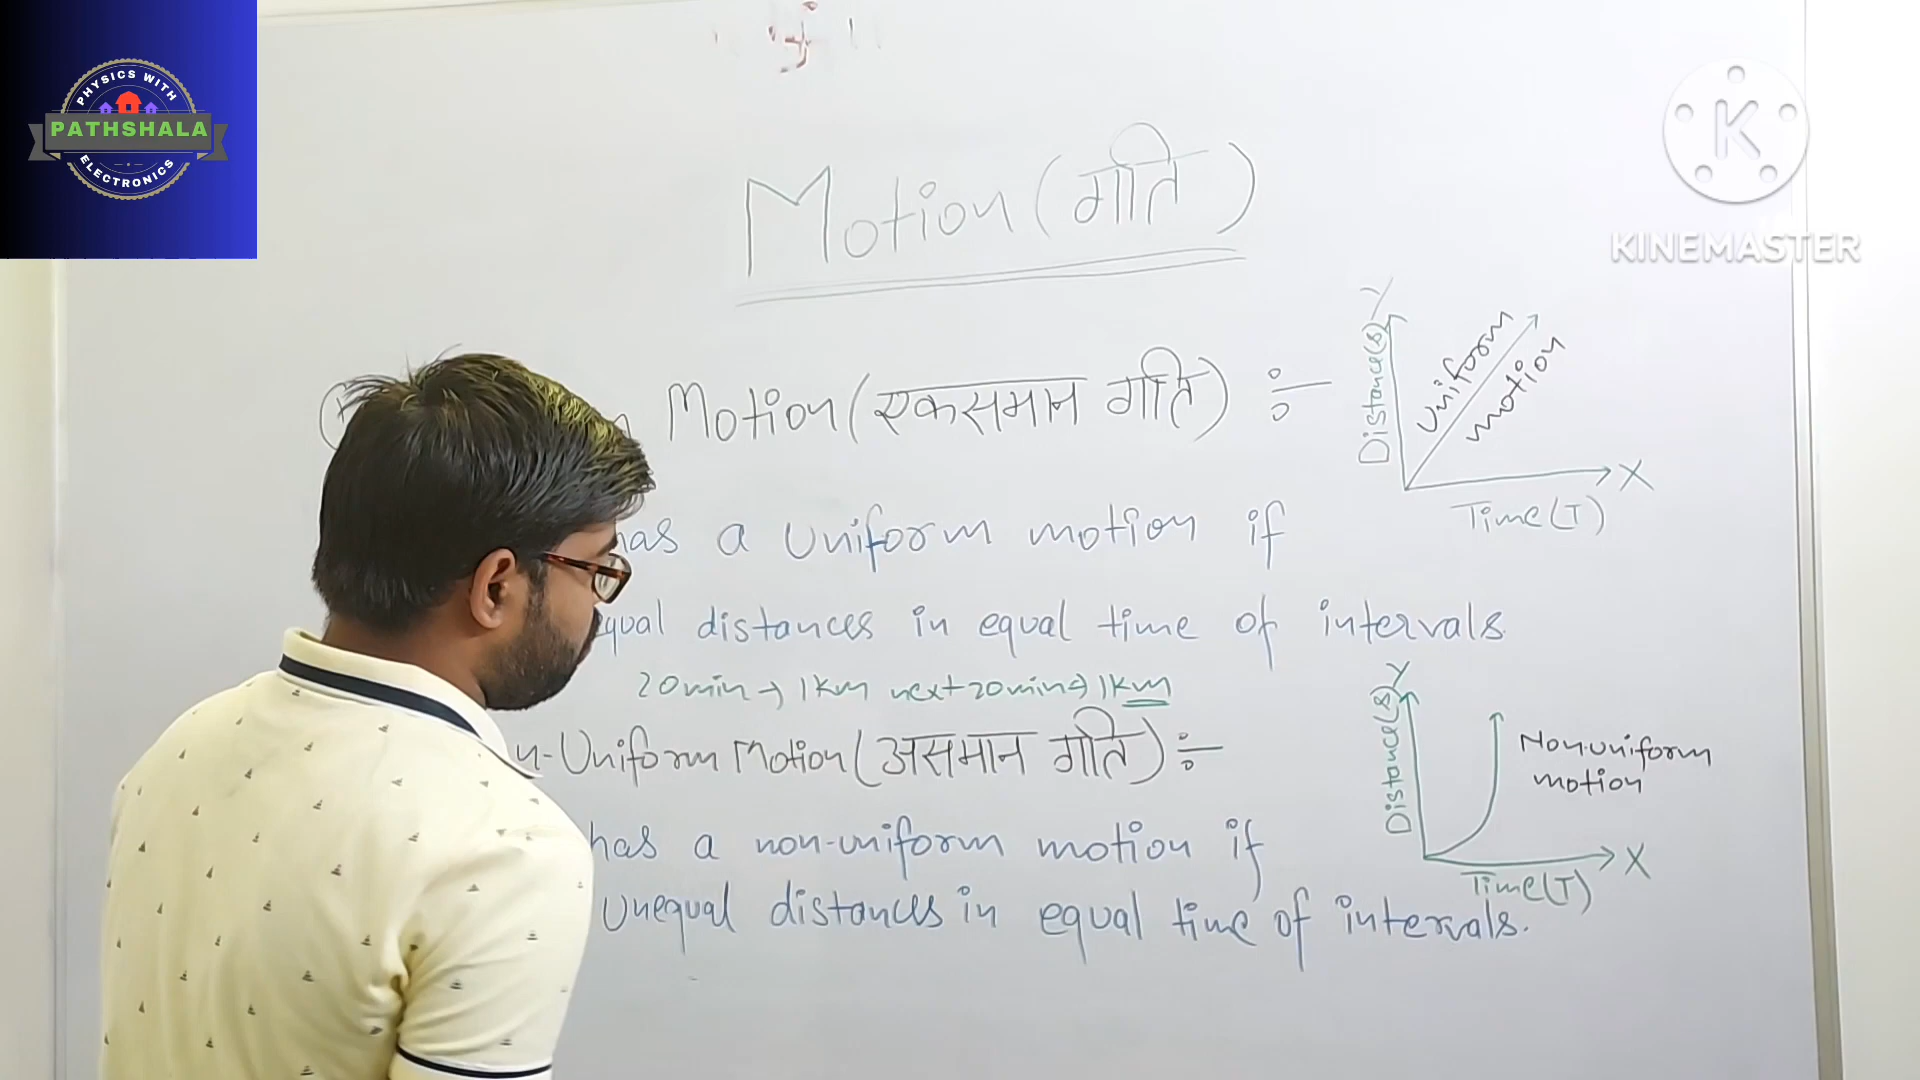 PHYSICS WITH
PATHSHALA
ELECTRONICS
KINEMASTER
Motion (गति)
Motion (एकसमान गति) ÷
Y
Distance(s)
Uniform
motion
X
Time(T)
has a uniform motion if
equal distances in equal time of intervals
20min → 1km next 20min → 1km
Uniform Motion (असमान गति) ÷
Y
Distance(s)
Non-uniform
motion
X
Time(T)
has a non-uniform motion if
Unequal distances in equal time of intervals.